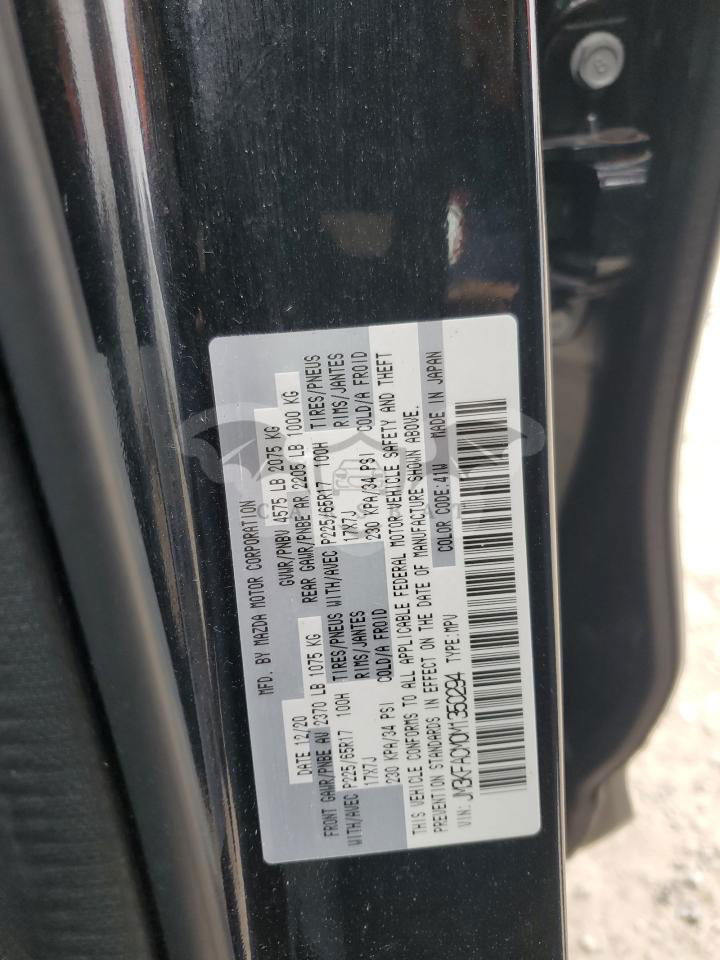 MFD. BY MAZDA MOTOR CORPORATION
DATE 12/20 GVWR/PNBV 4575 LB 2075 KG
FRONT GAWR/PNBE AV 2370 LB 1075 KG REAR GAWR/PNBE AR 2205 LB 1000 KG
WITH/AVEC P225/65R17 100H TIRES/PNEUS WITH/AVEC P225/65R17 100H TIRES/PNEUS
17X7J RIMS/JANTES 17X7J RIMS/JANTES
230 KPA/34 PSI COLD/A FROID 230 KPA/34 PSI COLD/A FROID
THIS VEHICLE CONFORMS TO ALL APPLICABLE FEDERAL MOTOR VEHICLE SAFETY AND THEFT
PREVENTION STANDARDS IN EFFECT ON THE DATE OF MANUFACTURE SHOWN ABOVE.
VIN: JM3KFACY0M1350294 TYPE:MPV COLOR CODE:41W MADE IN JAPAN